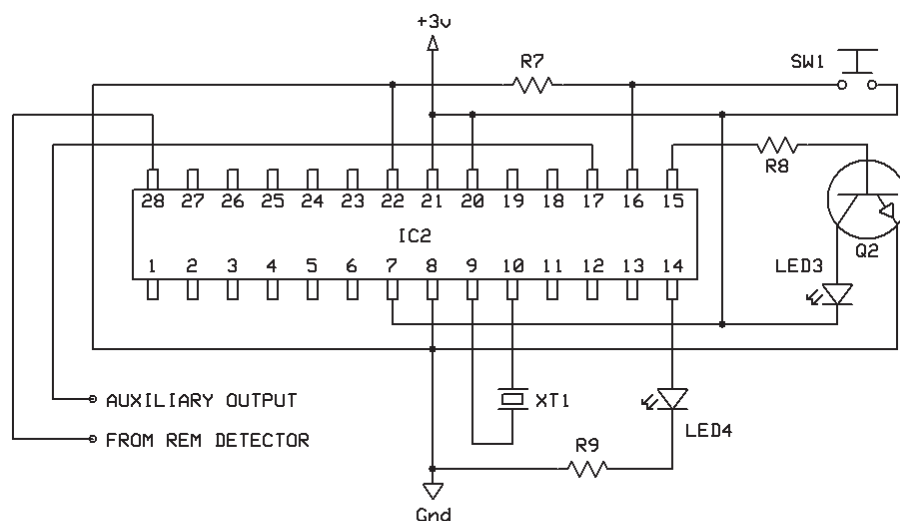 +3v
R7
SW1
R8
28 27 26 25 24 23 22 21 20 19 18 17 16 15
IC2
Q2
1 2 3 4 5 6 7 8 9 10 11 12 13 14
LED3
AUXILIARY OUTPUT
XT1
LED4
FROM REM DETECTOR
R9
Gnd